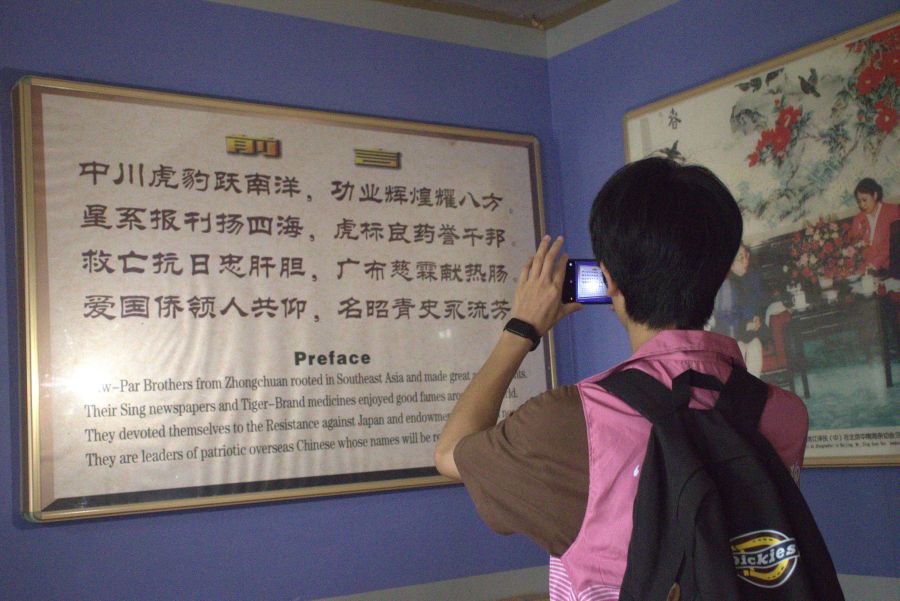 前言
中川虎豹跃南洋，功业辉煌耀八方。
星系报刊扬四海，虎标良药誉千邦。
救亡抗日忠肝胆，广布慈霖献热肠。
爱国侨领人共仰，名昭青史永流芳。
Preface
-Par Brothers from Zhongchuan rooted in Southeast Asia and made great
Their Sing newspapers and Tiger-Brand medicines enjoyed good fames
They devoted themselves to the Resistance against Japan and
They are leaders of patriotic overseas Chinese whose names will be
Dickies